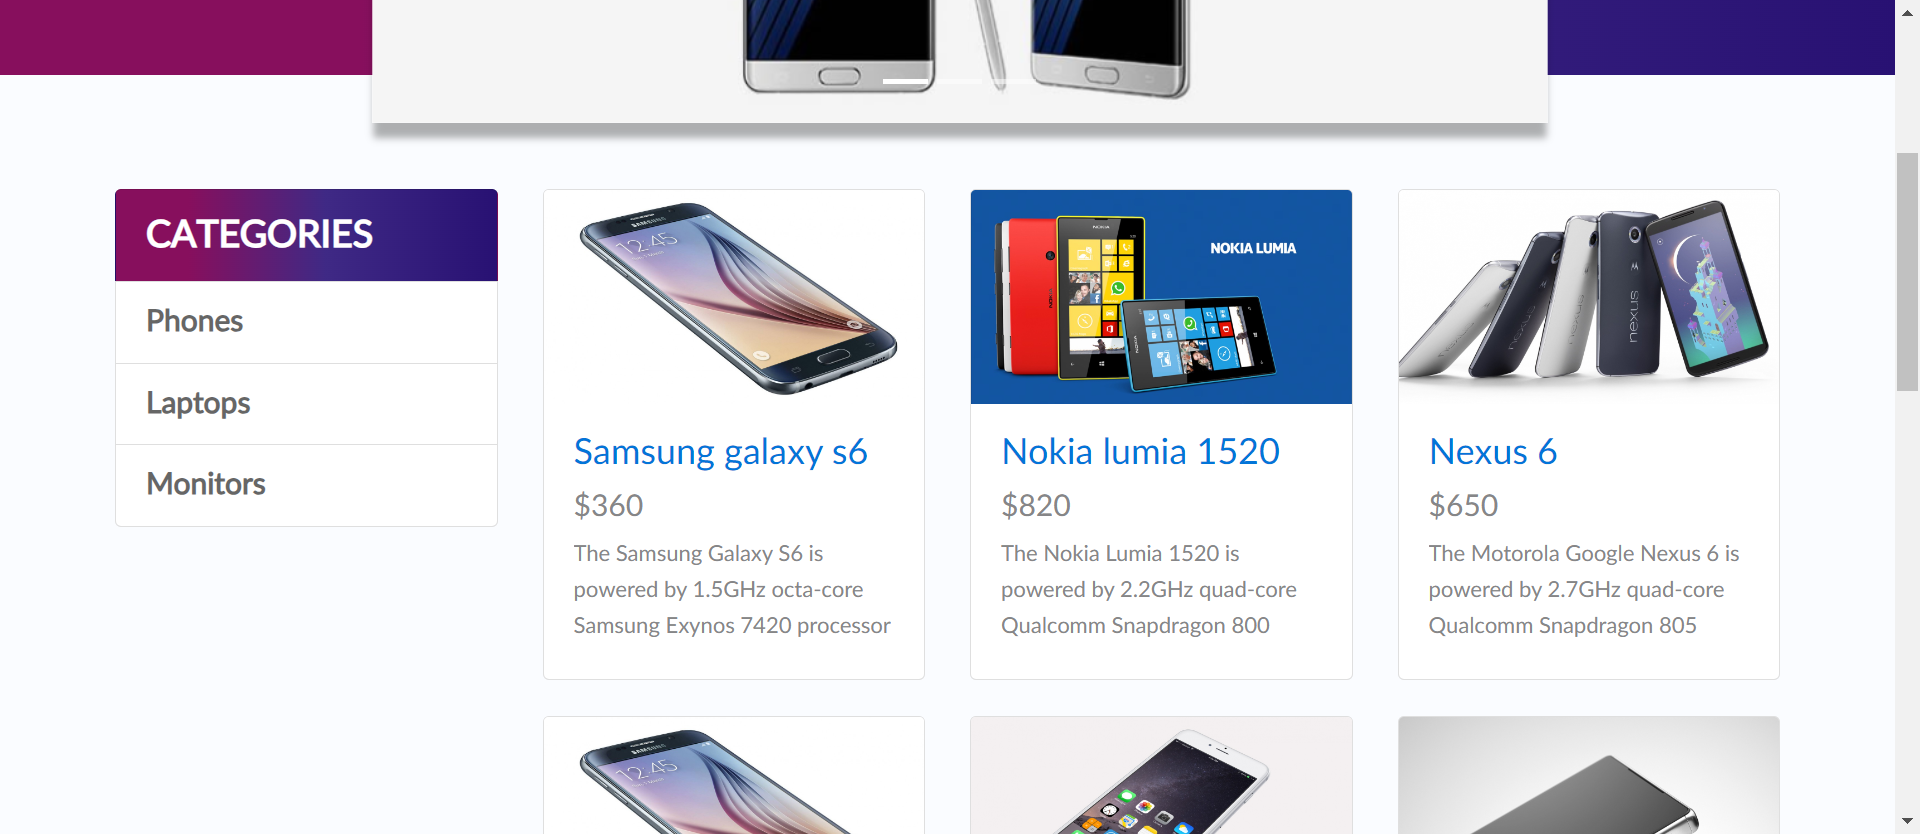 CATEGORIES
Phones
Laptops
Monitors
SAMSUNG
12:45
Samsung galaxy s6
$360
The Samsung Galaxy S6 is
powered by 1.5GHz octa-core
Samsung Exynos 7420 processor
NOKIA
NOKIA LUMIA
Nokia lumia 1520
$820
The Nokia Lumia 1520 is
powered by 2.2GHz quad-core
Qualcomm Snapdragon 800
nexus
Nexus 6
$650
The Motorola Google Nexus 6 is
powered by 2.7GHz quad-core
Qualcomm Snapdragon 805
SAMSUNG
12:45